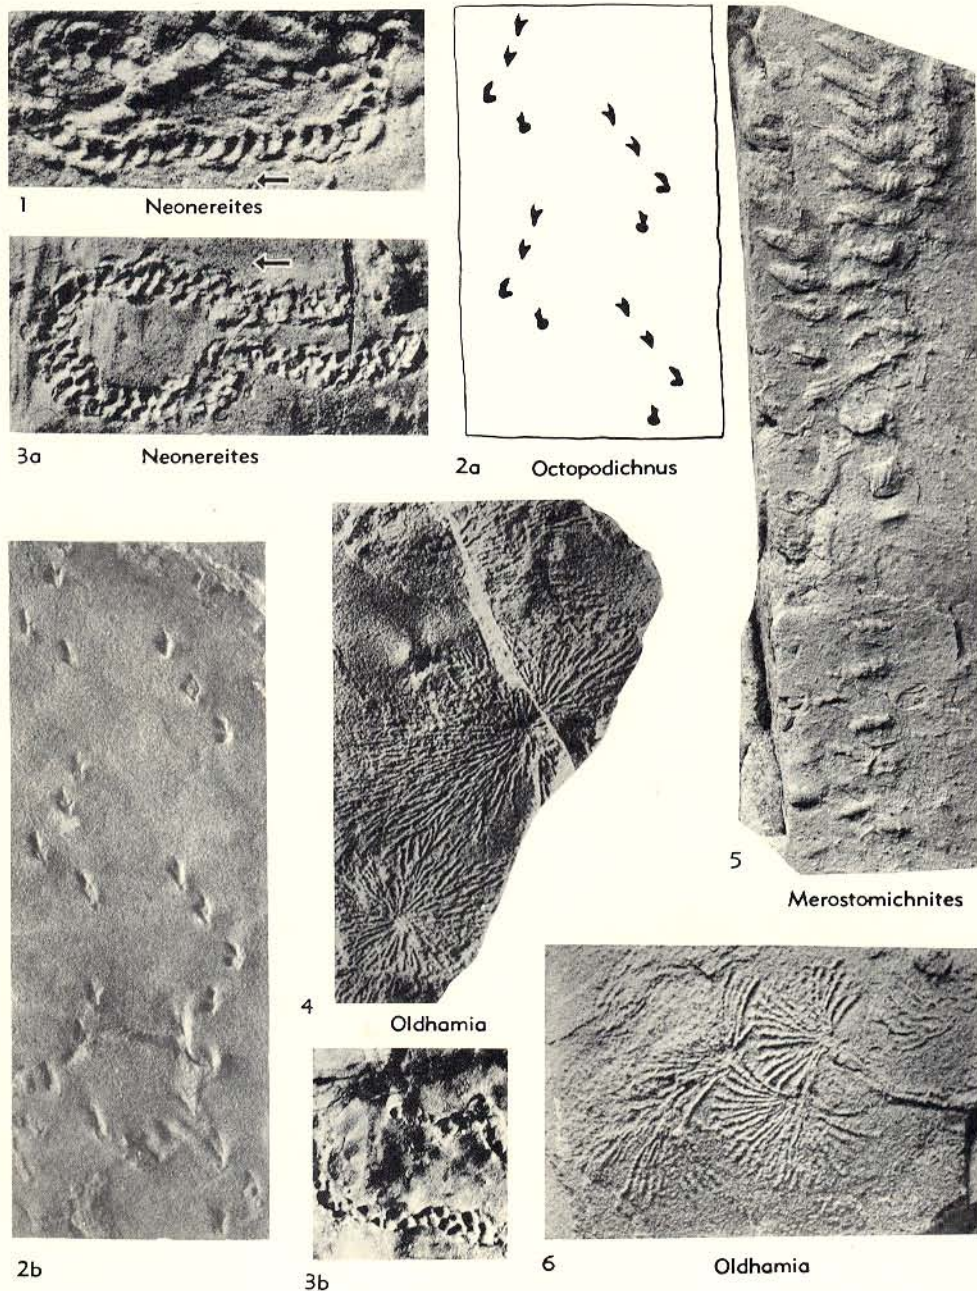 1 Neonereites
3a Neonereites
2a Octopodichnus
5
Merostomichnites
4
Oldhamia
2b
3b
6 Oldhamia